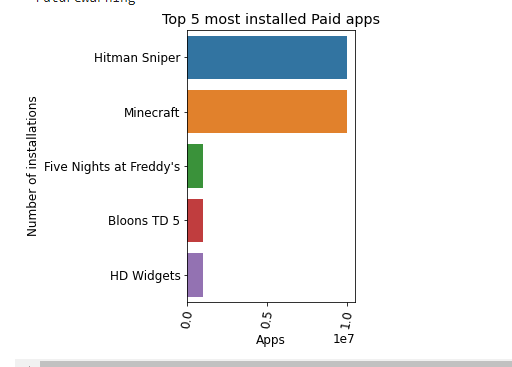 FutureWarning
Top 5 most installed Paid apps
Hitman Sniper
Minecraft
Five Nights at Freddy's
Bloons TD 5
HD Widgets
Number of installations
0.0
0.5
1.0
1e7
Apps